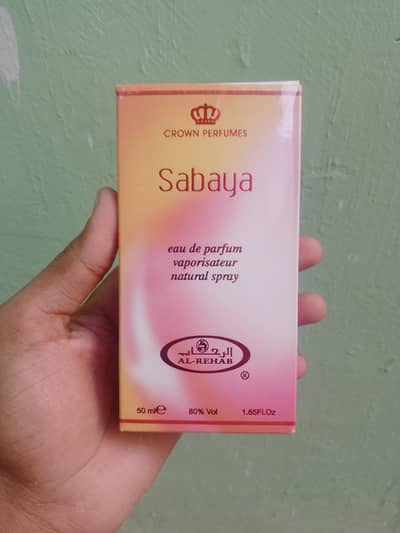 CROWN PERFUMES
Sabaya
eau de parfum
vaporisateur
natural spray
الرحاب
AL-REHAB
®
50 ml e 80% Vol 1.65Fl.Oz